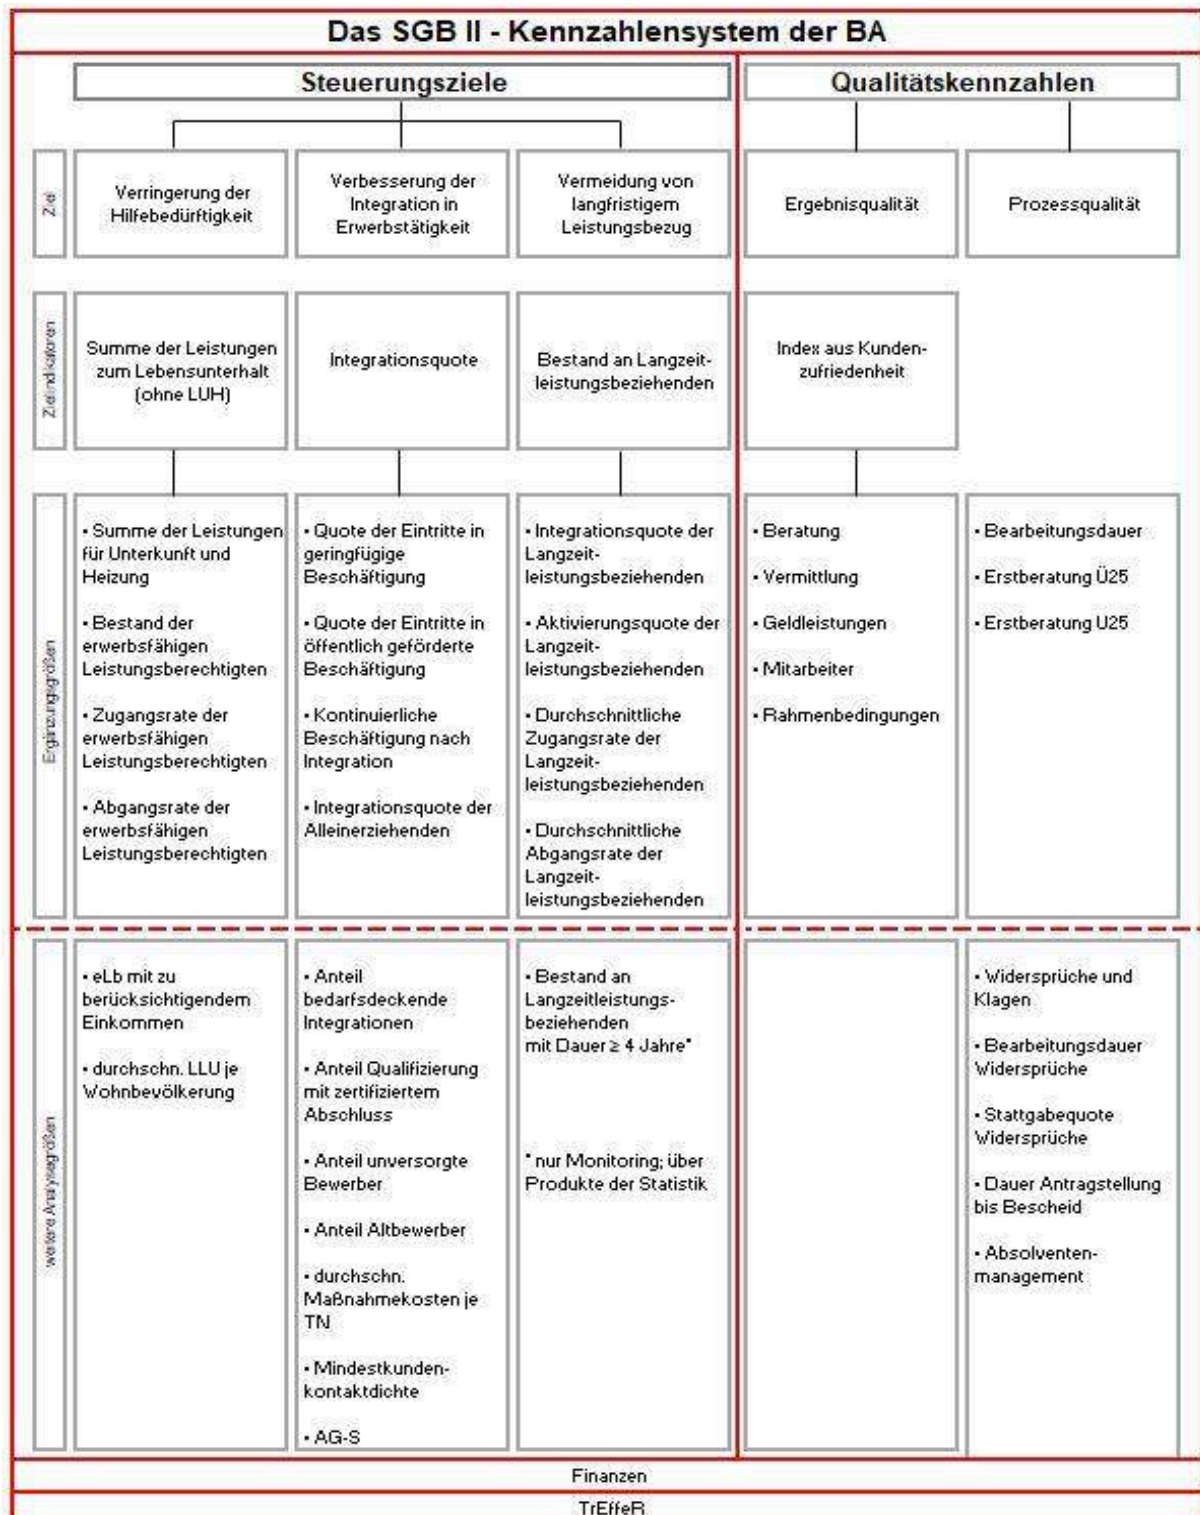 Das SGB II - Kennzahlensystem der BA
Steuerungsziele
Qualitätskennzahlen
Ziel
Verringerung der
Hilfebedürftigkeit
Verbesserung der
Integration in
Erwerbstätigkeit
Vermeidung von
langfristigem
Leistungsbezug
Ergebnisqualität
Prozessqualität
Zielindikatoren
Summe der Leistungen
zum Lebensunterhalt
(ohne LUH)
Integrationsquote
Bestand an Langzeit-
leistungsbeziehenden
Index aus Kunden-
zufriedenheit
Ergänzungsgrößen
• Summe der Leistungen
für Unterkunft und
Heizung
• Bestand der
erwerbsfähigen
Leistungsberechtigten
• Zugangsrate der
erwerbsfähigen
Leistungsberechtigten
• Abgangsrate der
erwerbsfähigen
Leistungsberechtigten
• Quote der Eintritte in
geringfügige
Beschäftigung
• Quote der Eintritte in
öffentlich geförderte
Beschäftigung
• Kontinuierliche
Beschäftigung nach
Integration
• Integrationsquote der
Alleinerziehenden
• Integrationsquote der
Langzeit-
leistungsbeziehenden
• Aktivierungsquote der
Langzeit-
leistungsbeziehenden
• Durchschnittliche
Zugangsrate der
Langzeit-
leistungsbeziehenden
• Durchschnittliche
Abgangsrate der
Langzeit-
leistungsbeziehenden
• Beratung
• Vermittlung
• Geldleistungen
• Mitarbeiter
• Rahmenbedingungen
• Bearbeitungsdauer
• Erstberatung Ü25
• Erstberatung U25
weitere Analysegrößen
• eLb mit zu
berücksichtigendem
Einkommen
• durchschn. LLU je
Wohnbevölkerung
• Anteil
bedarfsdeckende
Integrationen
• Anteil Qualifizierung
mit zertifiziertem
Abschluss
• Anteil unversorgte
Bewerber
• Anteil Altbewerber
• durchschn.
Maßnahmekosten je
TN
• Mindestkunden-
kontaktdichte
• AG-S
• Bestand an
Langzeitleistungs-
beziehenden
mit Dauer ≥ 4 Jahre*
* nur Monitoring; über
Produkte der Statistik
• Widersprüche und
Klagen
• Bearbeitungsdauer
Widersprüche
• Stattgabequote
Widersprüche
• Dauer Antragstellung
bis Bescheid
• Absolventen-
management
Finanzen
TrEffeR